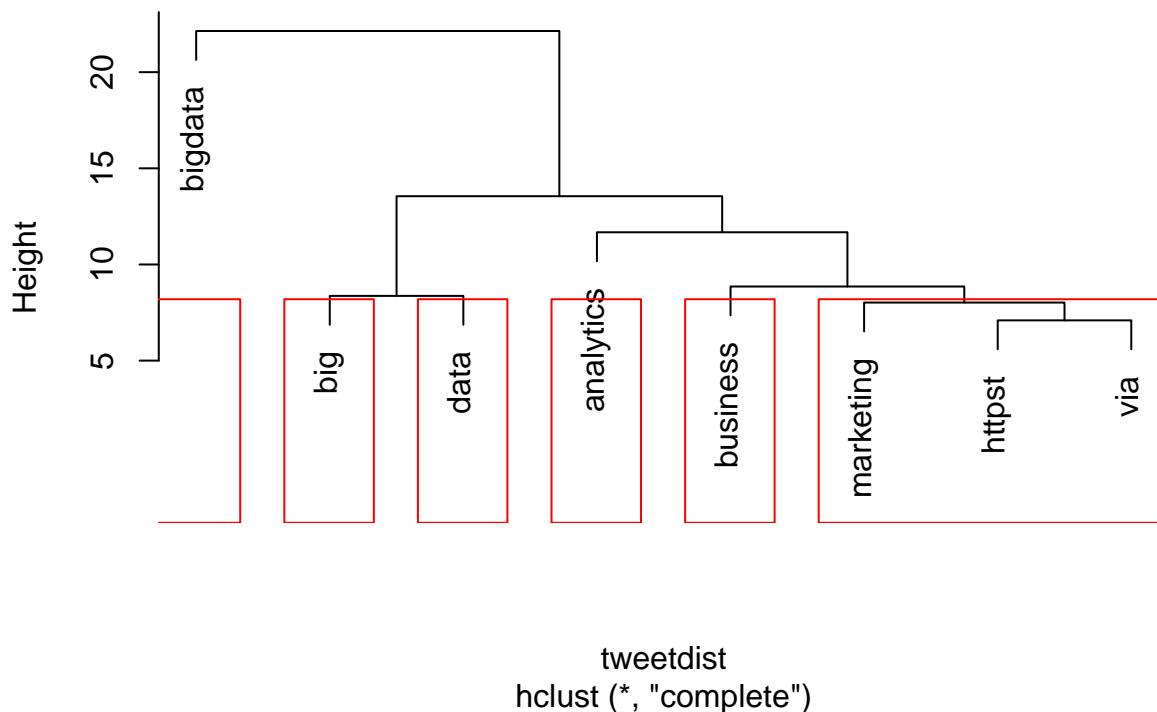 Height
20
15
10
5
bigdata
big
data
analytics
business
marketing
httpst
via
tweetdist
hclust (*, "complete")